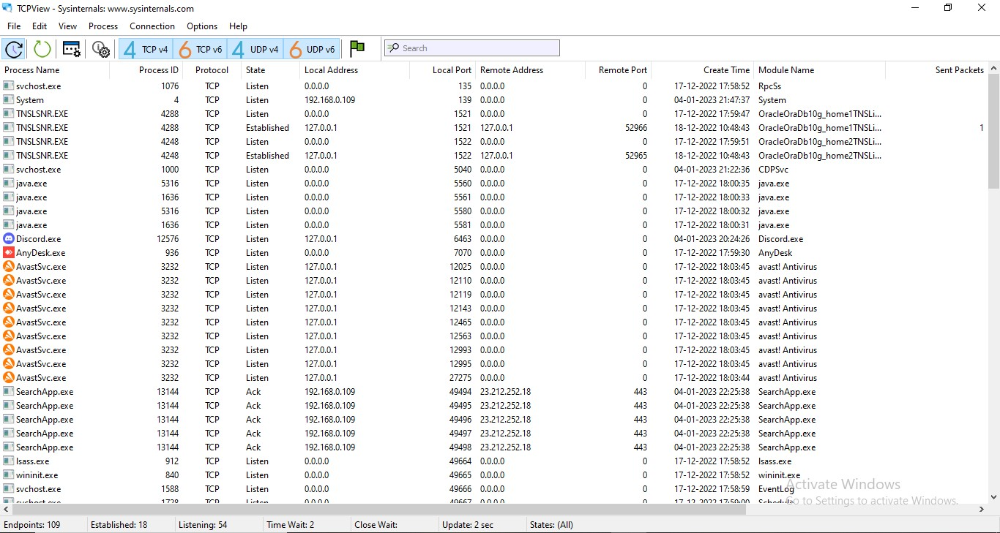 TCPView - Sysinternals: www.sysinternals.com
File Edit View Process Connection Options Help
4 TCP v4 6 TCP v6 4 UDP v4 6 UDP v6 Search
Process Name Process ID Protocol State Local Address Local Port Remote Address Remote Port Create Time Module Name Sent Packets
svchost.exe 1076 TCP Listen 0.0.0.0 135 0.0.0.0 0 17-12-2022 17:58:52 RpcSs
System 4 TCP Listen 192.168.0.109 139 0.0.0.0 0 04-01-2023 21:47:37 System
TNSLSNR.EXE 4288 TCP Listen 0.0.0.0 1521 0.0.0.0 0 17-12-2022 17:59:47 OracleOraDb10g_home1TNSLi...
TNSLSNR.EXE 4288 TCP Established 127.0.0.1 1521 127.0.0.1 52966 18-12-2022 10:48:43 OracleOraDb10g_home1TNSLi... 1
TNSLSNR.EXE 4248 TCP Listen 0.0.0.0 1522 0.0.0.0 0 17-12-2022 17:59:51 OracleOraDb10g_home2TNSLi...
TNSLSNR.EXE 4248 TCP Established 127.0.0.1 1522 127.0.0.1 52965 18-12-2022 10:48:43 OracleOraDb10g_home2TNSLi...
svchost.exe 1000 TCP Listen 0.0.0.0 5040 0.0.0.0 0 04-01-2023 21:22:36 CDPSvc
java.exe 5316 TCP Listen 0.0.0.0 5560 0.0.0.0 0 17-12-2022 18:00:35 java.exe
java.exe 1636 TCP Listen 0.0.0.0 5561 0.0.0.0 0 17-12-2022 18:00:33 java.exe
java.exe 5316 TCP Listen 0.0.0.0 5580 0.0.0.0 0 17-12-2022 18:00:32 java.exe
java.exe 1636 TCP Listen 0.0.0.0 5581 0.0.0.0 0 17-12-2022 18:00:31 java.exe
Discord.exe 12576 TCP Listen 127.0.0.1 6463 0.0.0.0 0 04-01-2023 20:24:26 Discord.exe
AnyDesk.exe 936 TCP Listen 0.0.0.0 7070 0.0.0.0 0 17-12-2022 17:59:30 AnyDesk
AvastSvc.exe 3232 TCP Listen 127.0.0.1 12025 0.0.0.0 0 17-12-2022 18:03:45 avast! Antivirus
AvastSvc.exe 3232 TCP Listen 127.0.0.1 12110 0.0.0.0 0 17-12-2022 18:03:45 avast! Antivirus
AvastSvc.exe 3232 TCP Listen 127.0.0.1 12119 0.0.0.0 0 17-12-2022 18:03:45 avast! Antivirus
AvastSvc.exe 3232 TCP Listen 127.0.0.1 12143 0.0.0.0 0 17-12-2022 18:03:45 avast! Antivirus
AvastSvc.exe 3232 TCP Listen 127.0.0.1 12465 0.0.0.0 0 17-12-2022 18:03:45 avast! Antivirus
AvastSvc.exe 3232 TCP Listen 127.0.0.1 12563 0.0.0.0 0 17-12-2022 18:03:45 avast! Antivirus
AvastSvc.exe 3232 TCP Listen 127.0.0.1 12993 0.0.0.0 0 17-12-2022 18:03:45 avast! Antivirus
AvastSvc.exe 3232 TCP Listen 127.0.0.1 12995 0.0.0.0 0 17-12-2022 18:03:45 avast! Antivirus
AvastSvc.exe 3232 TCP Listen 127.0.0.1 27275 0.0.0.0 0 17-12-2022 18:03:44 avast! Antivirus
SearchApp.exe 13144 TCP Ack 192.168.0.109 49494 23.212.252.18 443 04-01-2023 22:25:38 SearchApp.exe
SearchApp.exe 13144 TCP Ack 192.168.0.109 49495 23.212.252.18 443 04-01-2023 22:25:38 SearchApp.exe
SearchApp.exe 13144 TCP Ack 192.168.0.109 49496 23.212.252.18 443 04-01-2023 22:25:38 SearchApp.exe
SearchApp.exe 13144 TCP Ack 192.168.0.109 49497 23.212.252.18 443 04-01-2023 22:25:38 SearchApp.exe
SearchApp.exe 13144 TCP Ack 192.168.0.109 49498 23.212.252.18 443 04-01-2023 22:25:38 SearchApp.exe
lsass.exe 912 TCP Listen 0.0.0.0 49664 0.0.0.0 0 17-12-2022 17:58:52 lsass.exe
wininit.exe 840 TCP Listen 0.0.0.0 49665 0.0.0.0 0 17-12-2022 17:58:52 wininit.exe
svchost.exe 1588 TCP Listen 0.0.0.0 49666 0.0.0.0 0 17-12-2022 17:58:59 EventLog
svchost.exe 1728 TCP Listen 0.0.0.0 49667 0.0.0.0 0 17-12-2022 17:59:00 Schedule
Activate Windows
Go to Settings to activate Windows.
Endpoints: 109 Established: 18 Listening: 54 Time Wait: 2 Close Wait: Update: 2 sec States: (All)